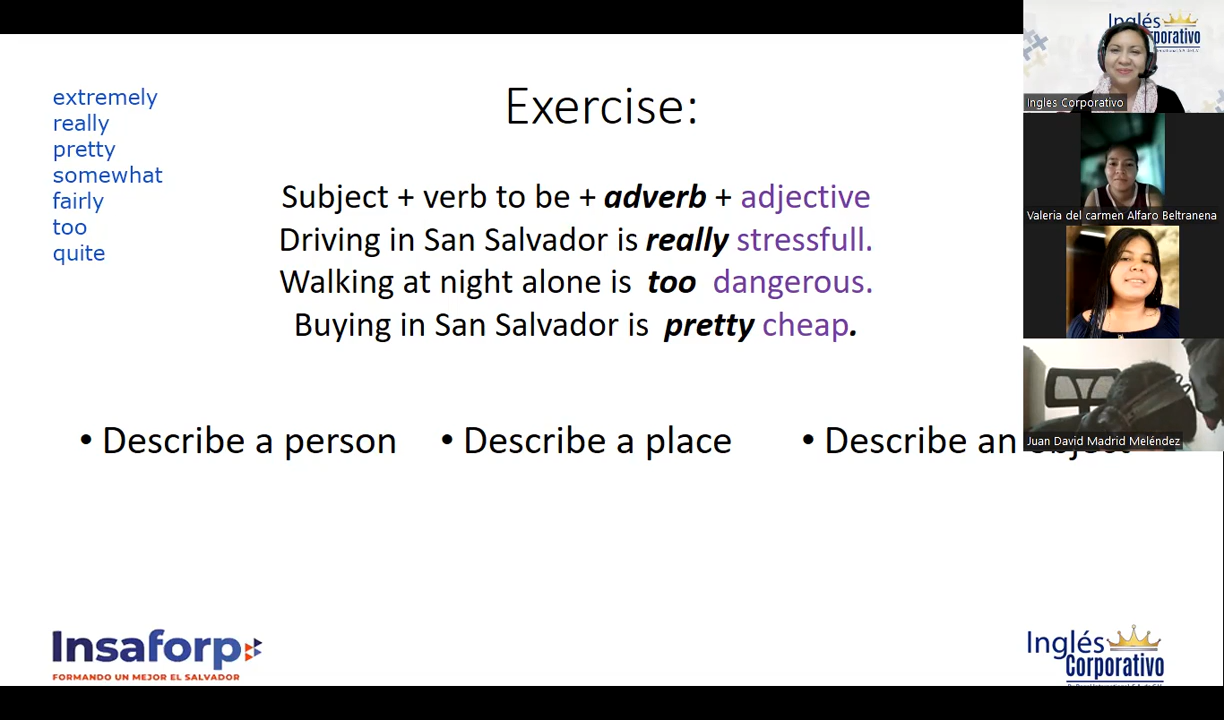 extremely
really
pretty
somewhat
fairly
too
quite
Exercise:
Subject + verb to be + adverb + adjective
Driving in San Salvador is really stressfull.
Walking at night alone is too dangerous.
Buying in San Salvador is pretty cheap.
• Describe a person
• Describe a place
• Describe an
Insaforp
FORMANDO UN MEJOR EL SALVADOR
Inglés
Corporativo
Inglés
porativo
Ingles Corporativo
Valeria del carmen Alfaro Beltranena
Juan David Madrid Meléndez